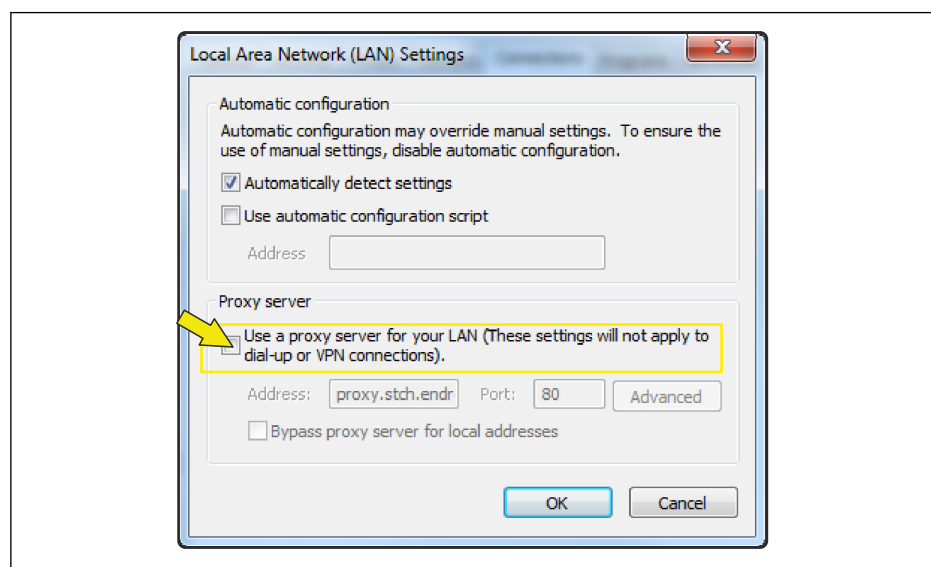 Local Area Network (LAN) Settings
Automatic configuration
Automatic configuration may override manual settings. To ensure the
use of manual settings, disable automatic configuration.
Automatically detect settings
Use automatic configuration script
Address
Proxy server
Use a proxy server for your LAN (These settings will not apply to
dial-up or VPN connections).
Address: proxy.stch.endr Port: 80 Advanced
Bypass proxy server for local addresses
OK Cancel